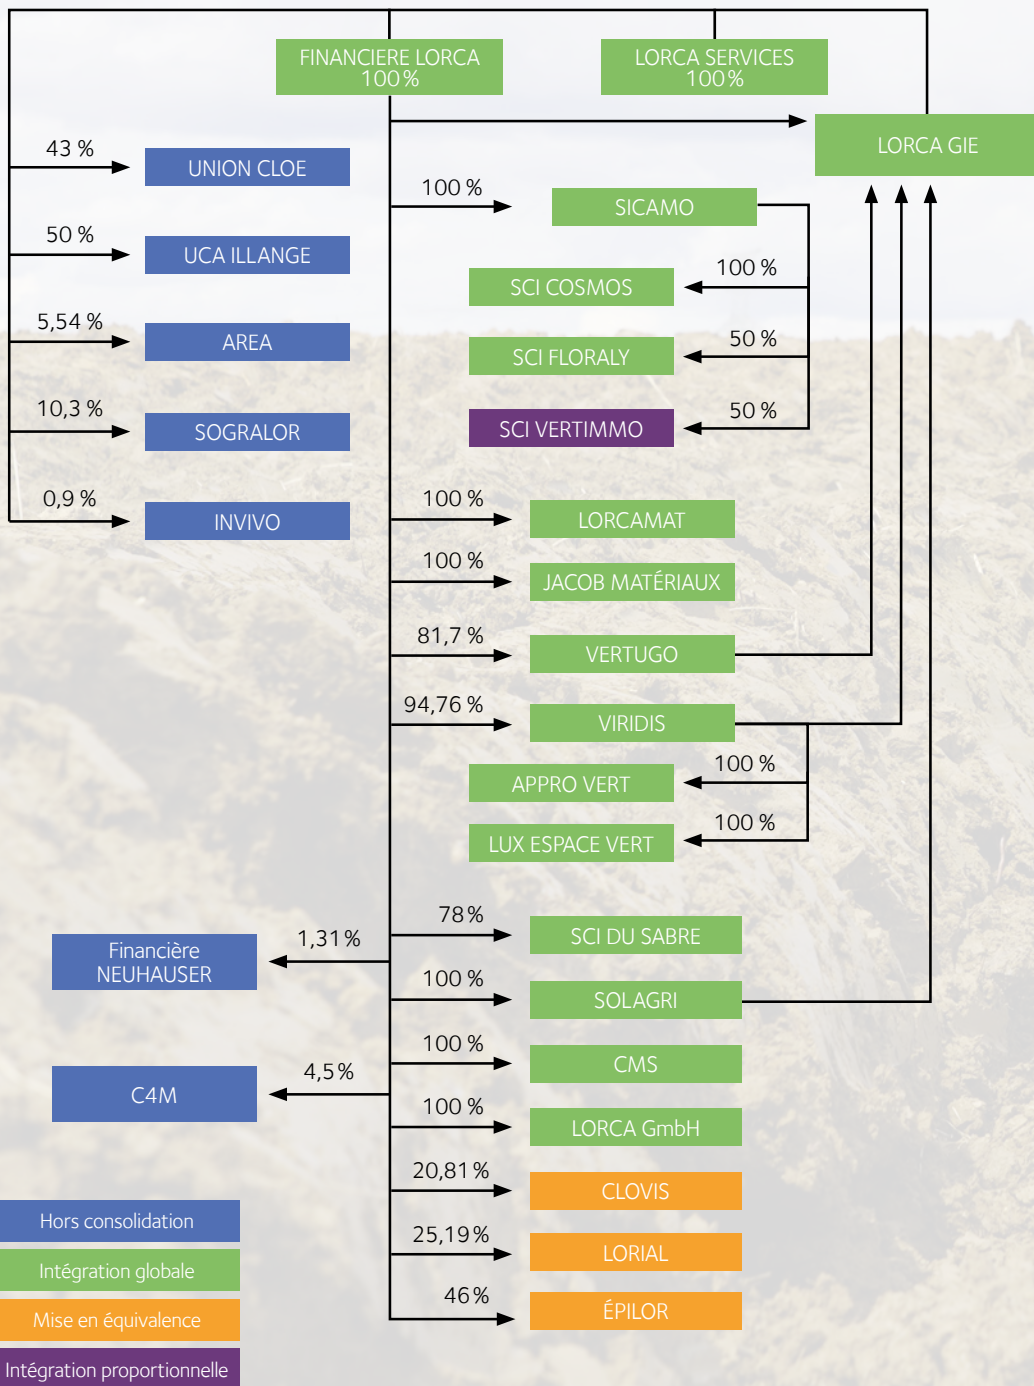 FINANCIERE LORCA
100%
LORCA SERVICES
100%
LORCA GIE
43 %
UNION CLOE
50 %
UCA ILLANGE
5,54 %
AREA
10,3 %
SOGRALOR
0,9 %
INVIVO
100 %
SICAMO
100 %
SCI COSMOS
50 %
SCI FLORALY
50 %
SCI VERTIMMO
100 %
LORCAMAT
100 %
JACOB MATÉRIAUX
81,7 %
VERTUGO
94,76 %
VIRIDIS
100 %
APPRO VERT
100 %
LUX ESPACE VERT
78%
SCI DU SABRE
1,31%
Financière
NEUHAUSER
100 %
SOLAGRI
100 %
CMS
4,5%
C4M
100 %
LORCA GmbH
20,81%
CLOVIS
25,19%
LORIAL
46%
ÉPILOR
Hors consolidation
Intégration globale
Mise en équivalence
Intégration proportionnelle